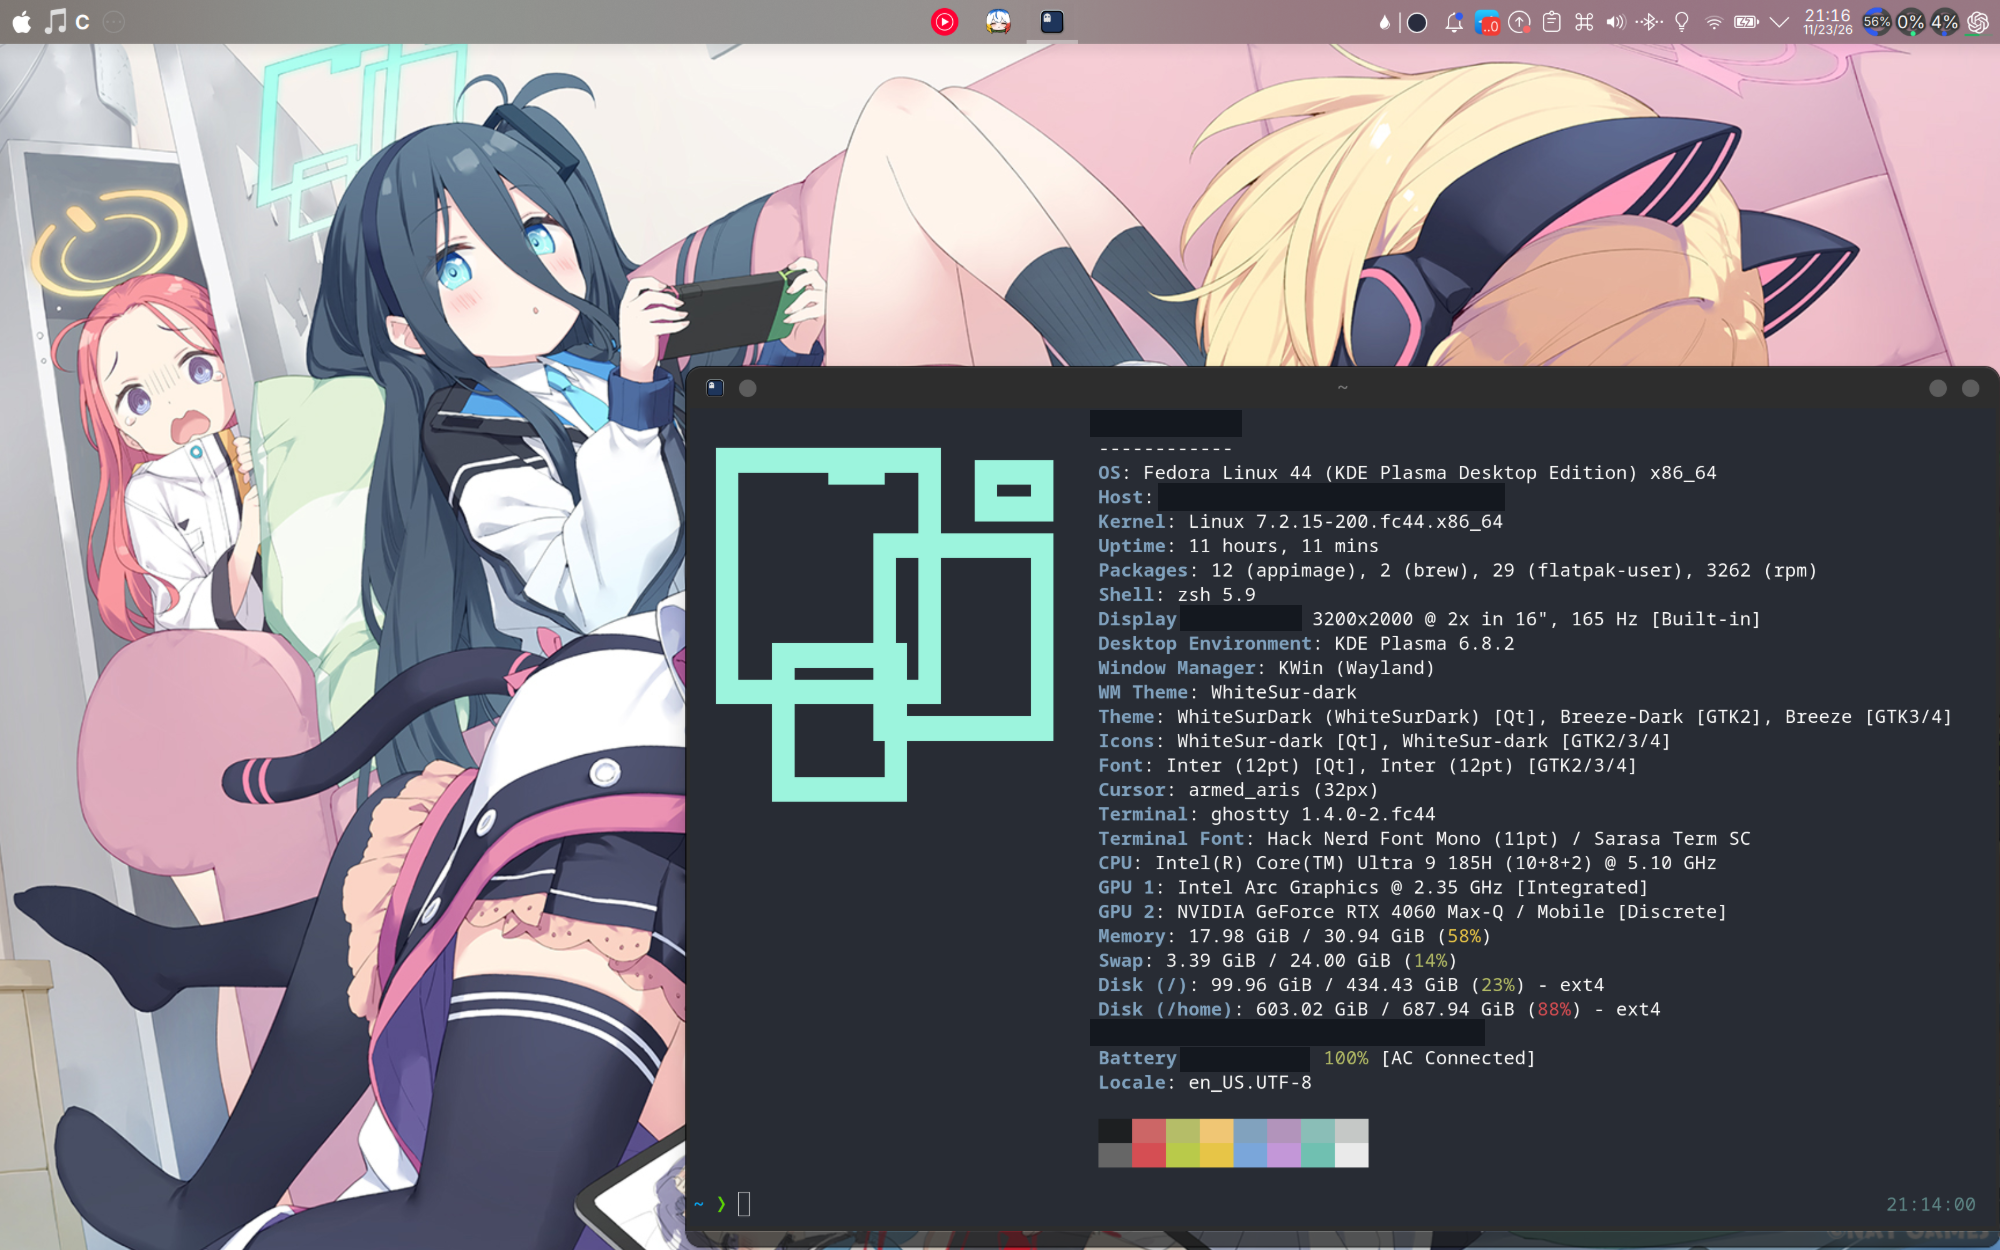 C
21:16
11/23/26
56%
0%
4%
..0
~
------------
OS: Fedora Linux 44 (KDE Plasma Desktop Edition) x86_64
Host:
Kernel: Linux 7.2.15-200.fc44.x86_64
Uptime: 11 hours, 11 mins
Packages: 12 (appimage), 2 (brew), 29 (flatpak-user), 3262 (rpm)
Shell: zsh 5.9
Display 3200x2000 @ 2x in 16", 165 Hz [Built-in]
Desktop Environment: KDE Plasma 6.8.2
Window Manager: KWin (Wayland)
WM Theme: WhiteSur-dark
Theme: WhiteSurDark (WhiteSurDark) [Qt], Breeze-Dark [GTK2], Breeze [GTK3/4]
Icons: WhiteSur-dark [Qt], WhiteSur-dark [GTK2/3/4]
Font: Inter (12pt) [Qt], Inter (12pt) [GTK2/3/4]
Cursor: armed_aris (32px)
Terminal: ghostty 1.4.0-2.fc44
Terminal Font: Hack Nerd Font Mono (11pt) / Sarasa Term SC
CPU: Intel(R) Core(TM) Ultra 9 185H (10+8+2) @ 5.10 GHz
GPU 1: Intel Arc Graphics @ 2.35 GHz [Integrated]
GPU 2: NVIDIA GeForce RTX 4060 Max-Q / Mobile [Discrete]
Memory: 17.98 GiB / 30.94 GiB (58%)
Swap: 3.39 GiB / 24.00 GiB (14%)
Disk (/): 99.96 GiB / 434.43 GiB (23%) - ext4
Disk (/home): 603.02 GiB / 687.94 GiB (88%) - ext4
Battery 100% [AC Connected]
Locale: en_US.UTF-8
~ ❯
21:14:00